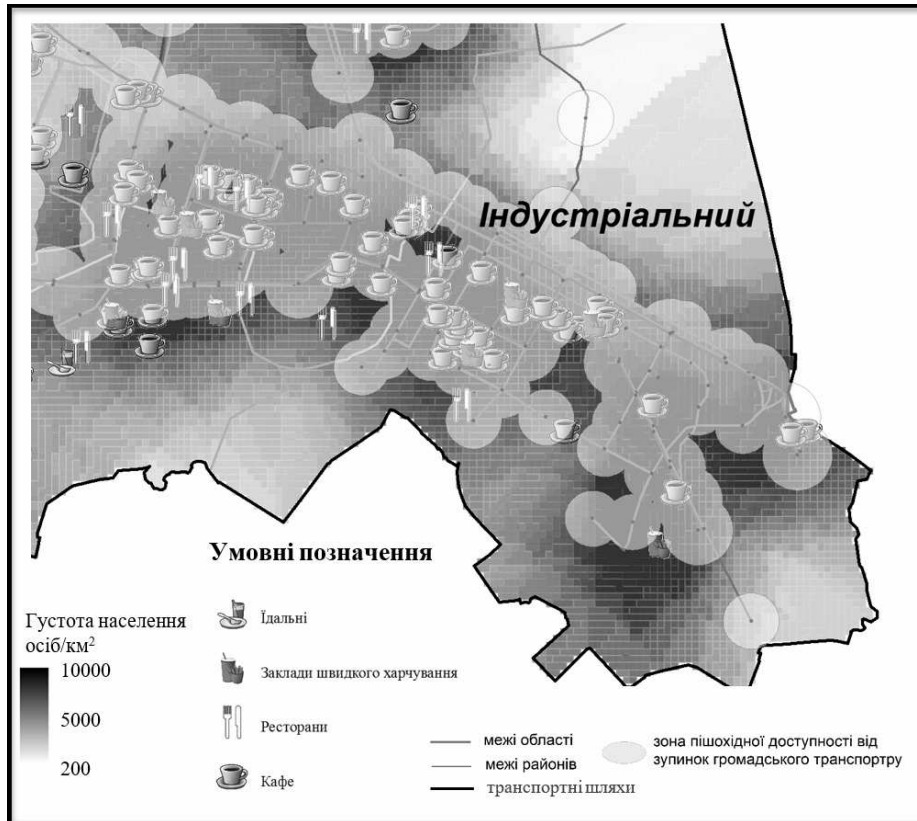 Індустріальний
Умовні позначення
Густота населення
осіб/км²
10000
5000
200
Їдальні
Заклади швидкого харчування
Ресторани
Кафе
межі області
межі районів
транспортні шляхи
зона пішохідної доступності від
зупинок громадського транспорту